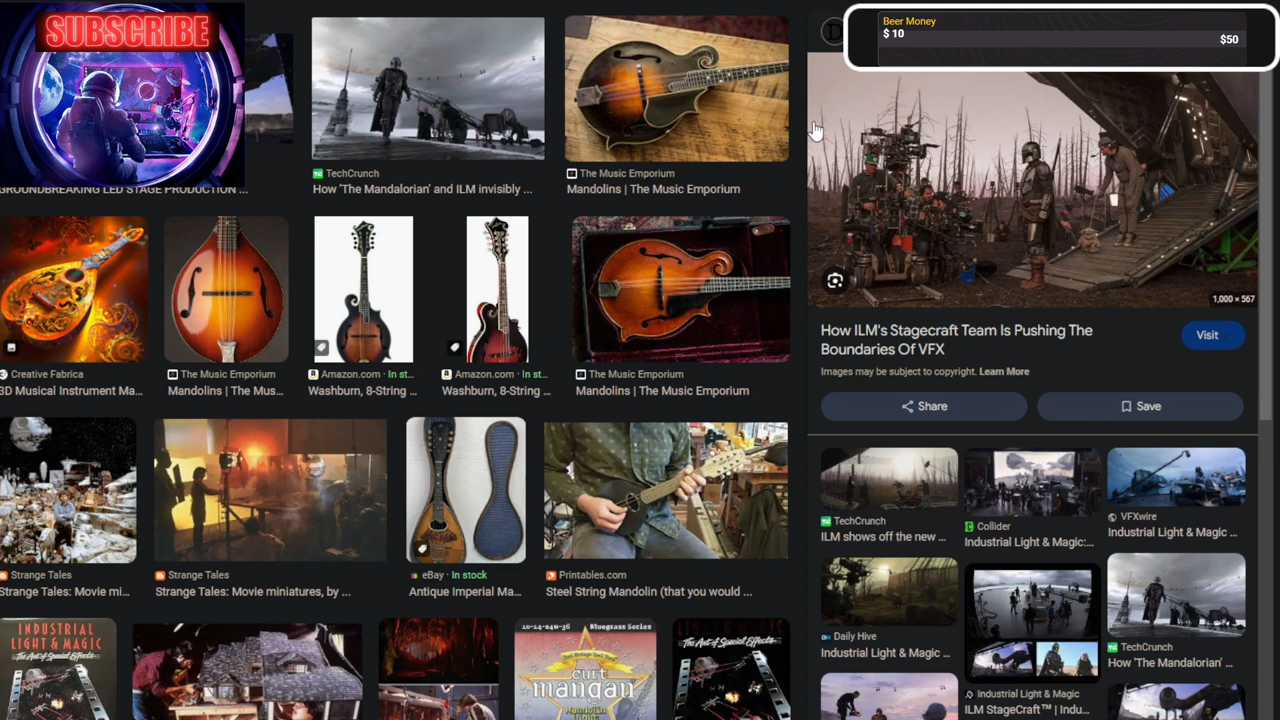 SUBSCRIBE
Beer Money
$ 10
$50
GROUNDBREAKING LED STAGE PRODUCTION ...
TechCrunch
How 'The Mandalorian' and ILM invisibly ...
The Music Emporium
Mandolins | The Music Emporium
Creative Fabrica
3D Musical Instrument Ma...
The Music Emporium
Mandolins | The Mus...
Amazon.com · In st...
Washburn, 8-String ...
Amazon.com · In st...
Washburn, 8-String ...
The Music Emporium
Mandolins | The Music Emporium
Strange Tales
Strange Tales: Movie mi...
Strange Tales
Strange Tales: Movie miniatures, by ...
eBay · In stock
Antique Imperial Ma...
Printables.com
Steel String Mandolin (that you would ...
INDUSTRIAL
LIGHT & MAGIC
The Art of Special Effects
10-14-24w-36 Bluegrass Series
curt
mangan
Mandolin
The Art of Special Effects
D
1,000 × 567
How ILM's Stagecraft Team Is Pushing The
Boundaries Of VFX
Visit
Images may be subject to copyright. Learn More
Share
Save
TechCrunch
ILM shows off the new ...
Collider
Industrial Light & Magic:...
VFXwire
Industrial Light & Magic ...
Daily Hive
Industrial Light & Magic ...
Industrial Light & Magic
ILM StageCraft™ | Indu...
TechCrunch
How 'The Mandalorian' ...